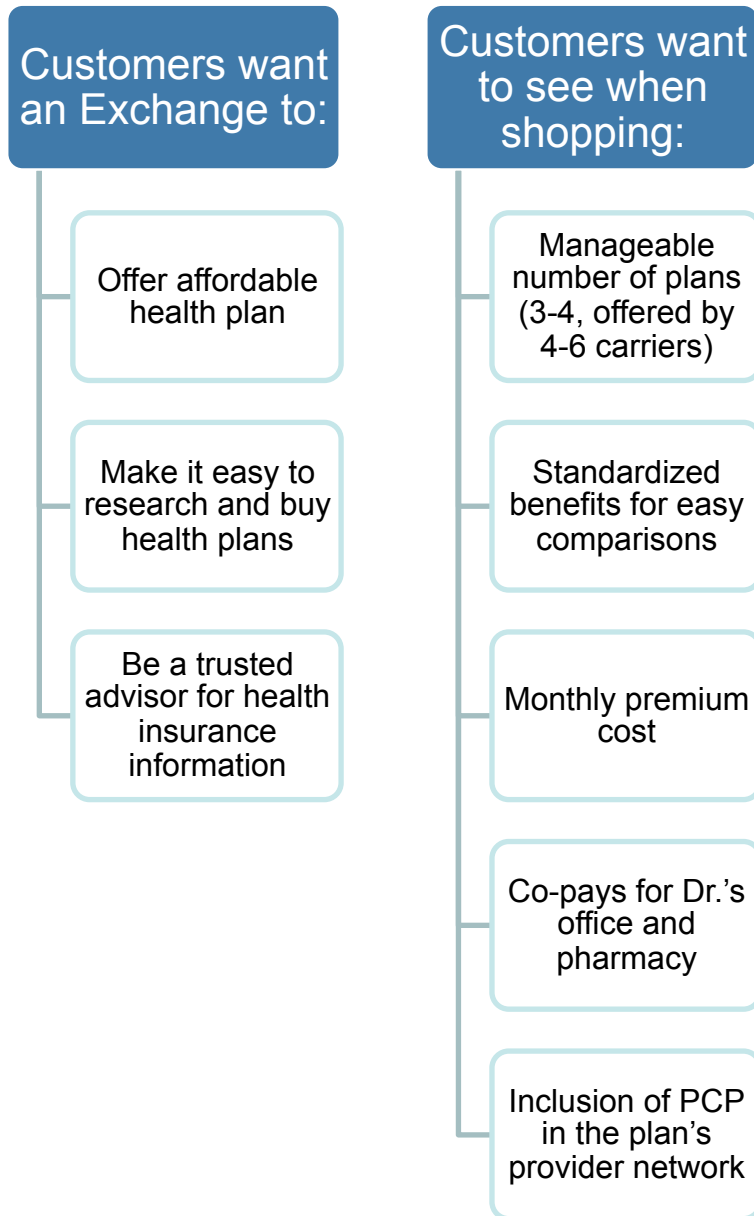 Customers want
an Exchange to:
Offer affordable
health plan
Make it easy to
research and buy
health plans
Be a trusted
advisor for health
insurance
information
Customers want
to see when
shopping:
Manageable
number of plans
(3-4, offered by
4-6 carriers)
Standardized
benefits for easy
comparisons
Monthly premium
cost
Co-pays for Dr.’s
office and
pharmacy
Inclusion of PCP
in the plan’s
provider network